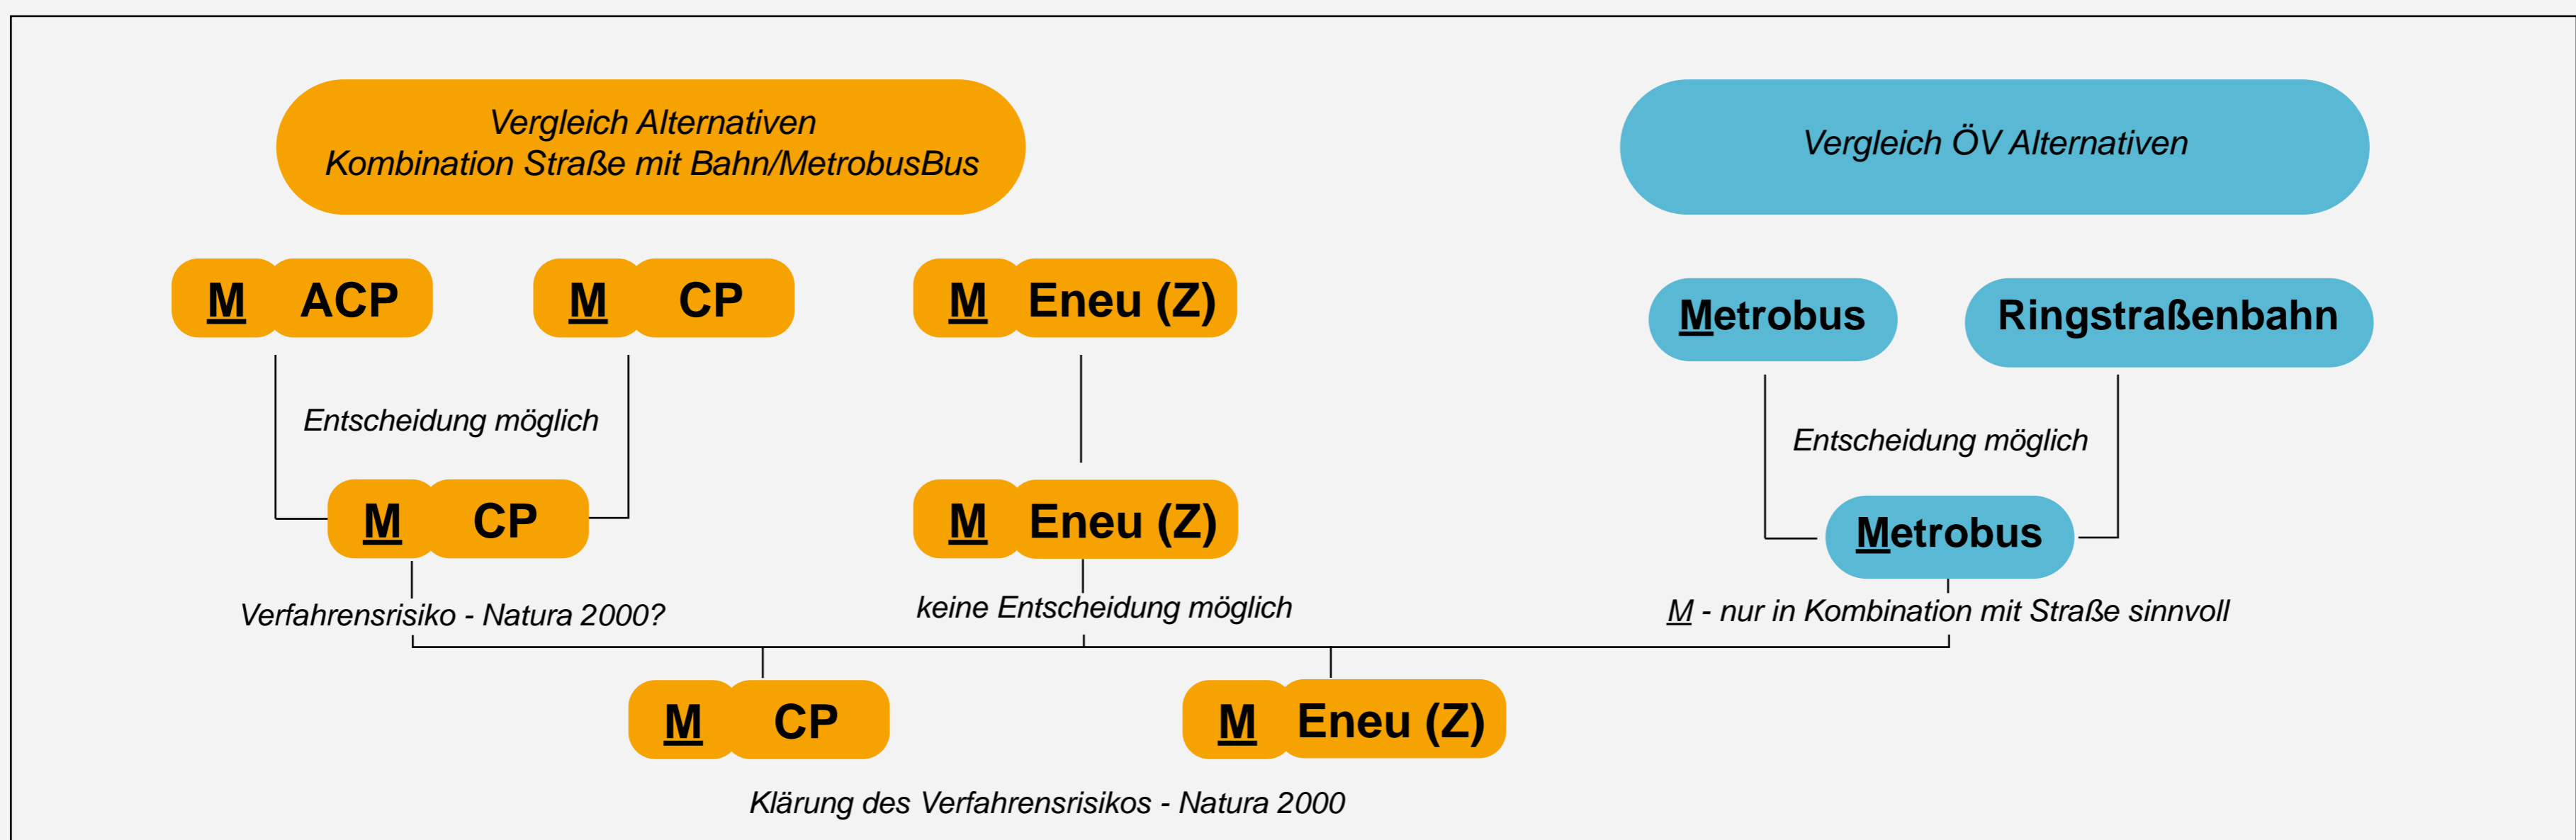 Vergleich Alternativen
Kombination Straße mit Bahn/MetrobusBus
Vergleich ÖV Alternativen
M ACP
M CP
M Eneu (Z)
Metrobus
Ringstraßenbahn
Entscheidung möglich
Entscheidung möglich
M CP
M Eneu (Z)
Metrobus
Verfahrensrisiko - Natura 2000?
keine Entscheidung möglich
M - nur in Kombination mit Straße sinnvoll
M CP
M Eneu (Z)
Klärung des Verfahrensrisikos - Natura 2000